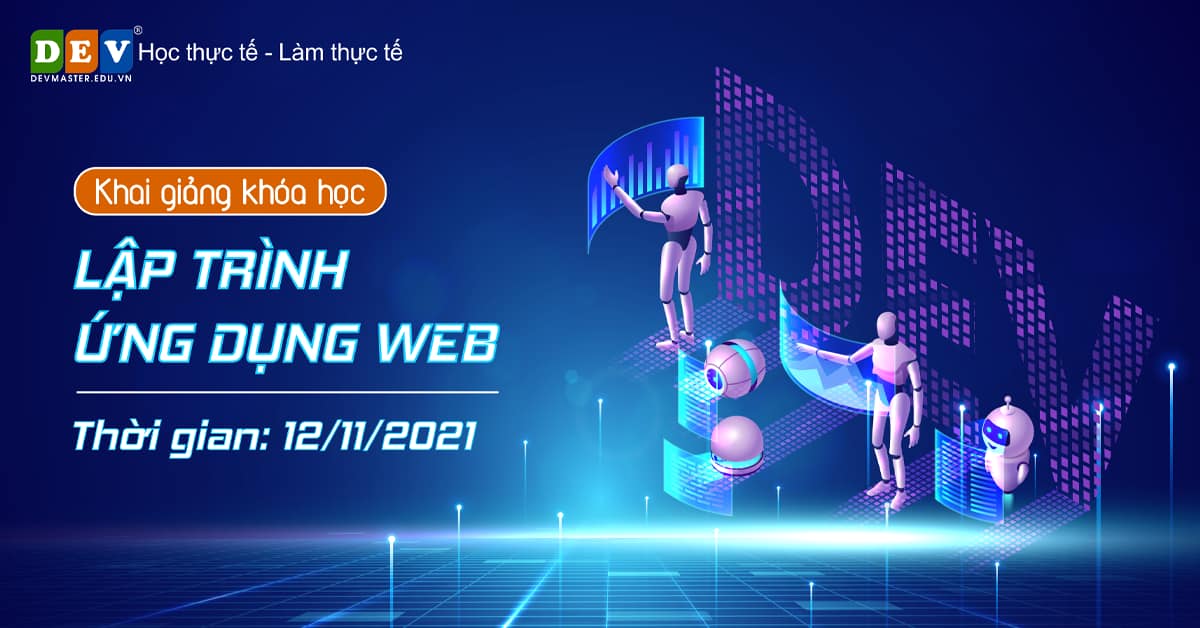 DEV®
DEVMASTER.EDU.VN
Học thực tế - Làm thực tế
Khai giảng khóa học
LẬP TRÌNH
ỨNG DỤNG WEB
Thời gian: 12/11/2021
DEV